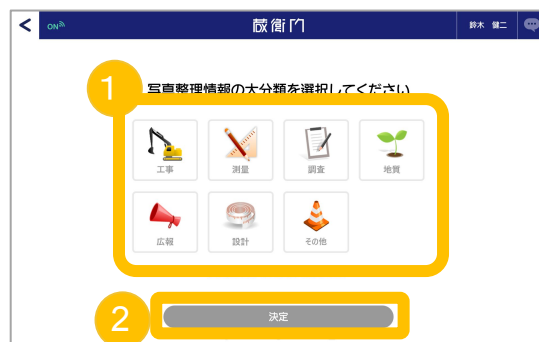 ON
蔵衛門
鈴木 健二
1
写真整理情報の大分類を選択してください
工事
測量
調査
地質
広報
設計
その他
2
決定